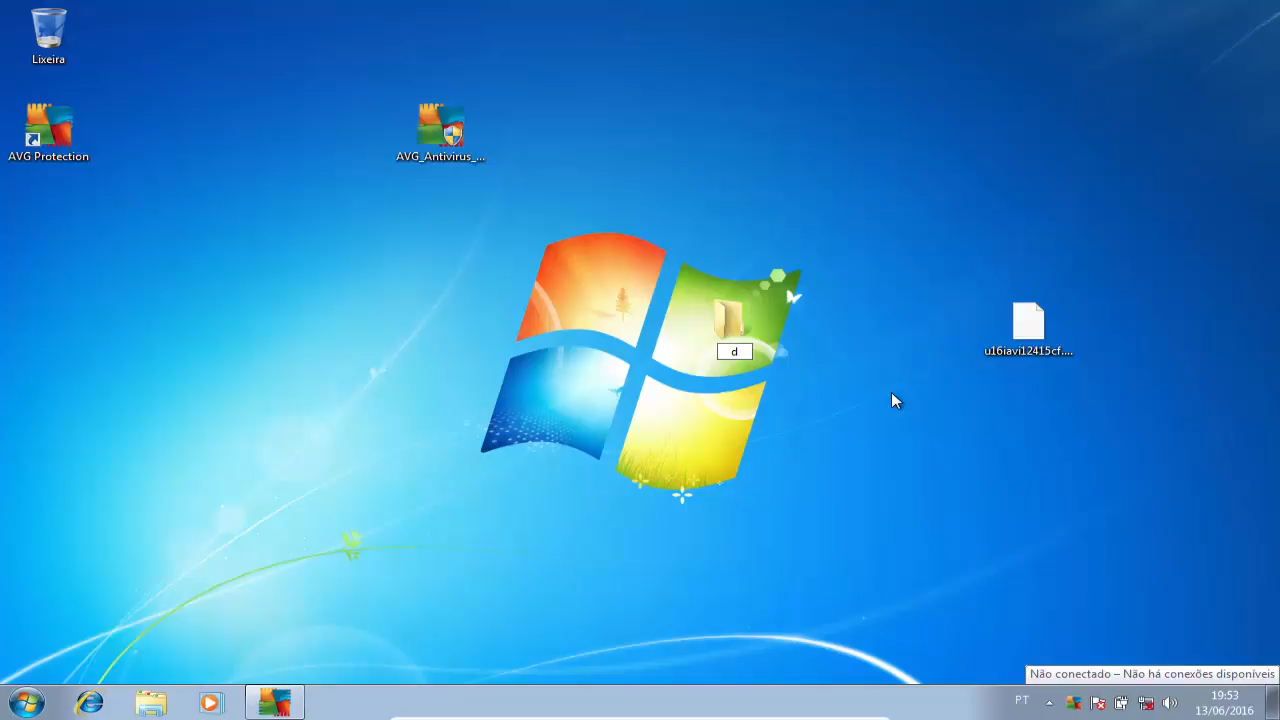 Lixeira
AVG Protection
AVG_Antivirus_...
d
u16iavi12415cf....
Não conectado – Não há conexões disponíveis
PT
19:53
13/06/2016